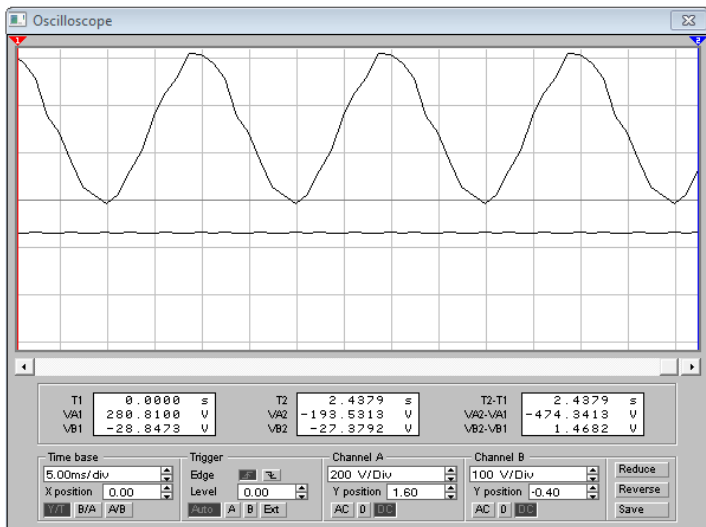 Oscilloscope
1 2
T1 0.0000 s T2 2.4379 s T2-T1 2.4379 s
VA1 280.8100 V VA2 -193.5313 V VA2-VA1 -474.3413 V
VB1 -28.8473 V VB2 -27.3792 V VB2-VB1 1.4682 V
Time base Trigger Channel A Channel B
5.00ms/div Edge 200 V/Div 100 V/Div Reduce
X position 0.00 Level 0.00 Y position 1.60 Y position -0.40 Reverse
Y/T B/A A/B Auto A B Ext AC 0 DC AC 0 DC Save